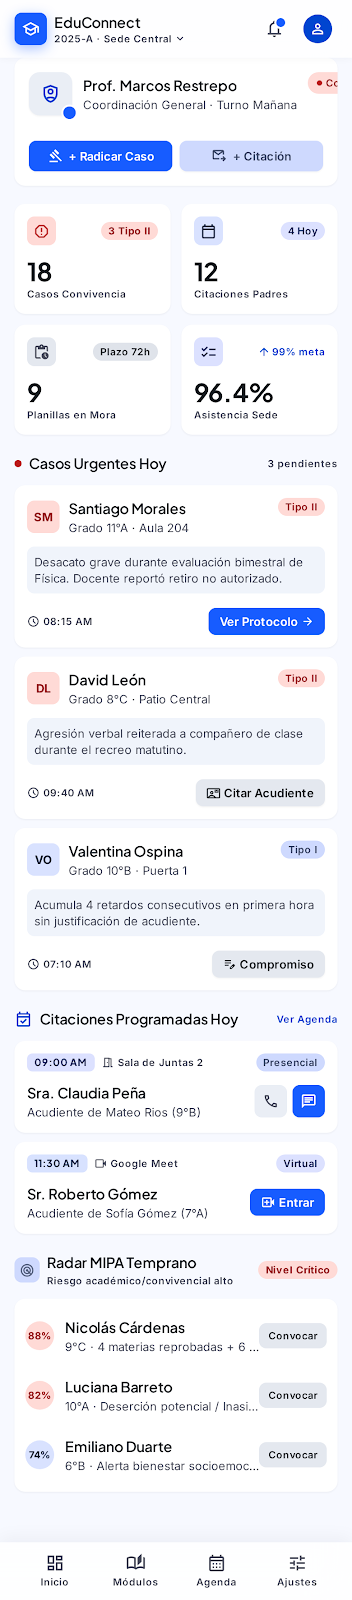 EduConnect
2025-A · Sede Central
Prof. Marcos Restrepo
Coordinación General · Turno Mañana
+ Radicar Caso
+ Citación
3 Tipo II
18
Casos Convivencia
4 Hoy
12
Citaciones Padres
Plazo 72h
9
Planillas en Mora
↑ 99% meta
96.4%
Asistencia Sede
Casos Urgentes Hoy
3 pendientes
SM
Santiago Morales
Tipo II
Grado 11°A · Aula 204
Desacato grave durante evaluación bimestral de
Física. Docente reportó retiro no autorizado.
08:15 AM
Ver Protocolo →
DL
David León
Tipo II
Grado 8°C · Patio Central
Agresión verbal reiterada a compañero de clase
durante el recreo matutino.
09:40 AM
Citar Acudiente
VO
Valentina Ospina
Tipo I
Grado 10°B · Puerta 1
Acumula 4 retardos consecutivos en primera hora
sin justificación de acudiente.
07:10 AM
Compromiso
Citaciones Programadas Hoy
Ver Agenda
09:00 AM
Sala de Juntas 2
Presencial
Sra. Claudia Peña
Acudiente de Mateo Rios (9°B)
11:30 AM
Google Meet
Virtual
Sr. Roberto Gómez
Acudiente de Sofía Gómez (7°A)
Entrar
Radar MIPA Temprano
Riesgo académico/convivencial alto
Nivel Crítico
88%
Nicolás Cárdenas
9°C · 4 materias reprobadas + 6 ...
Convocar
82%
Luciana Barreto
10°A · Deserción potencial / Inasi...
Convocar
74%
Emiliano Duarte
6°B · Alerta bienestar socioemoc...
Convocar
Inicio
Módulos
Agenda
Ajustes